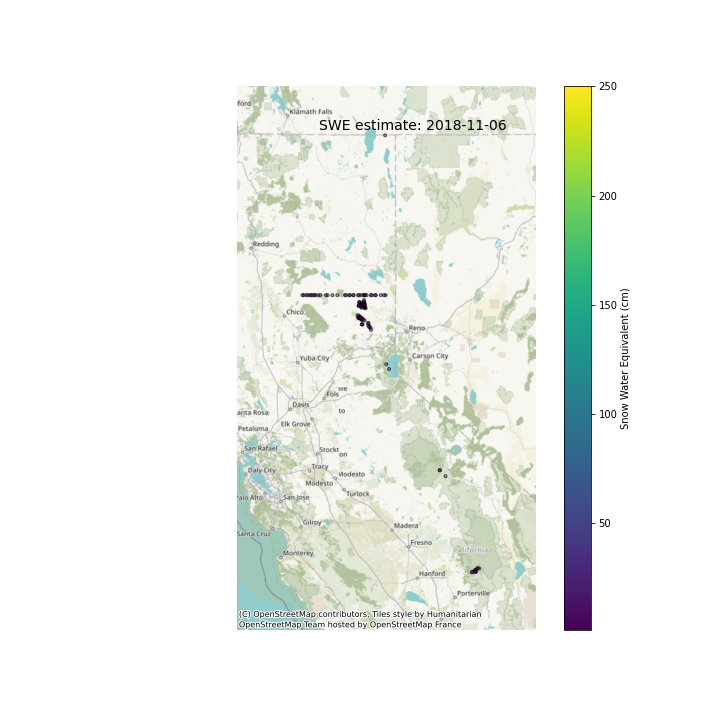 ford
Klamath Falls
SWE estimate: 2018-11-06
Redding
Chico
Reno
Yuba City
Carson City
Fols
we
to
Davis
anta Rosa
Elk Grove
Petaluma
San Rafael
Stockt
on
Daly City
Tracy
Modesto
Modesto
Palo Alto
San Jose
Turlock
Gilroy
Madera
Santa Cruz
Fresno
California
Monterey
Hanford
Porterville
(C) OpenStreetMap contributors, Tiles style by Humanitarian
OpenStreetMap Team hosted by OpenStreetMap France
250
200
150
100
50
Snow Water Equivalent (cm)